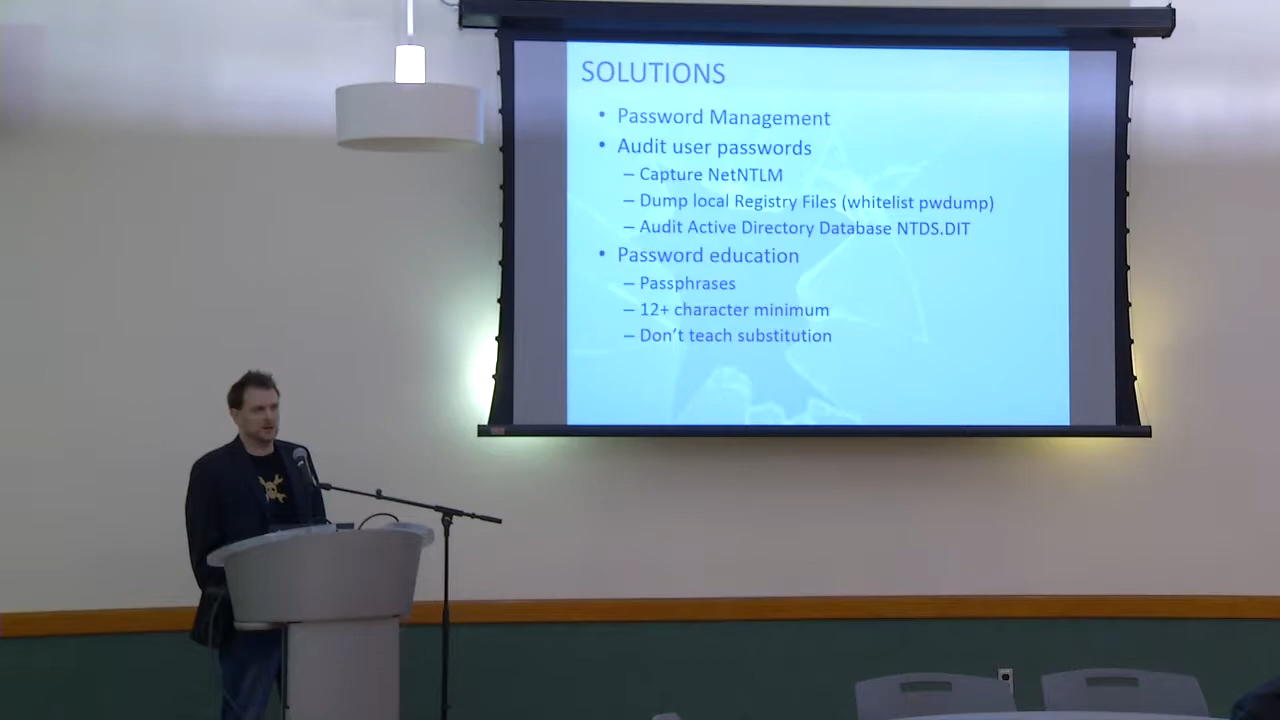 SOLUTIONS
• Password Management
• Audit user passwords
– Capture NetNTLM
– Dump local Registry Files (whitelist pwdump)
– Audit Active Directory Database NTDS.DIT
• Password education
– Passphrases
– 12+ character minimum
– Don't teach substitution